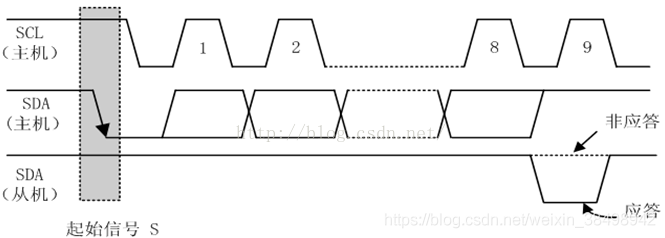 SCL
(主机)
1 2 8 9
SDA
(主机)
http://blog.csdn.net/
非应答
SDA
(从机)
应答
起始信号 S
https://blog.csdn.net/weixin_38498942